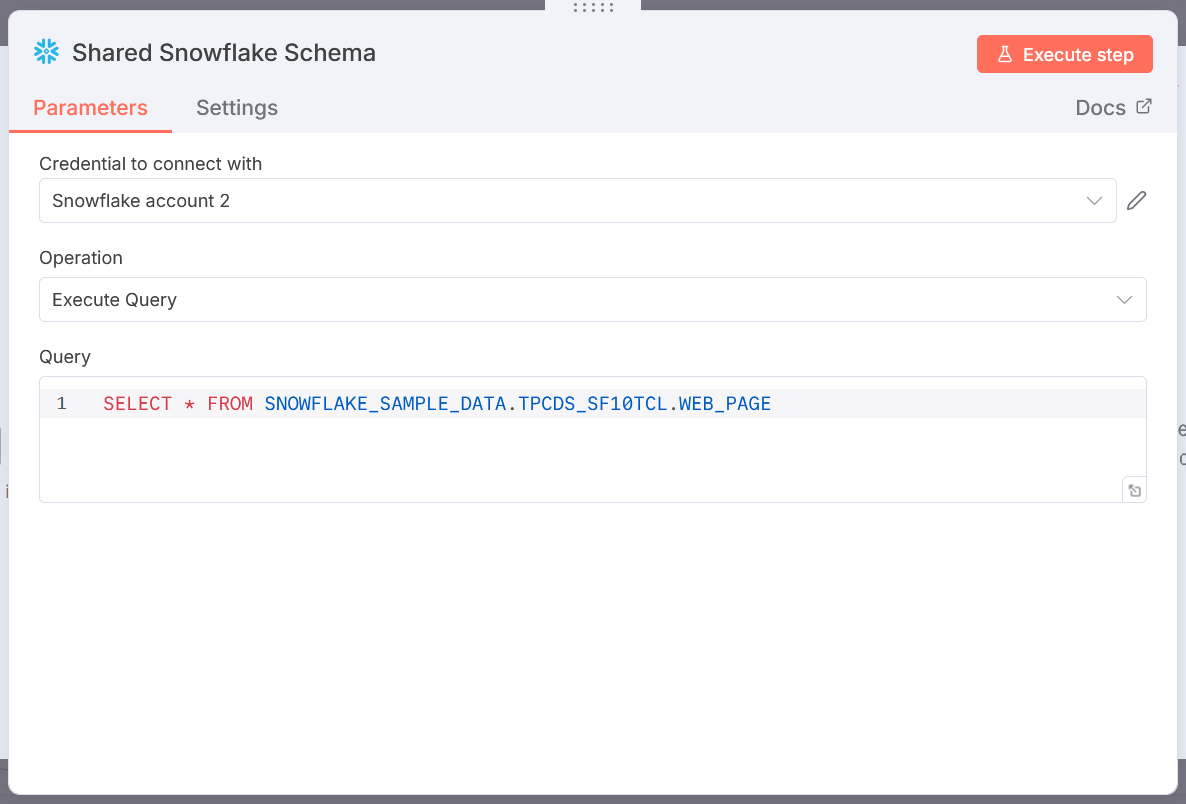 Shared Snowflake Schema
Execute step
Parameters
Settings
Docs
Credential to connect with
Snowflake account 2
Operation
Execute Query
Query
1 SELECT * FROM SNOWFLAKE_SAMPLE_DATA.TPCDS_SF10TCL.WEB_PAGE